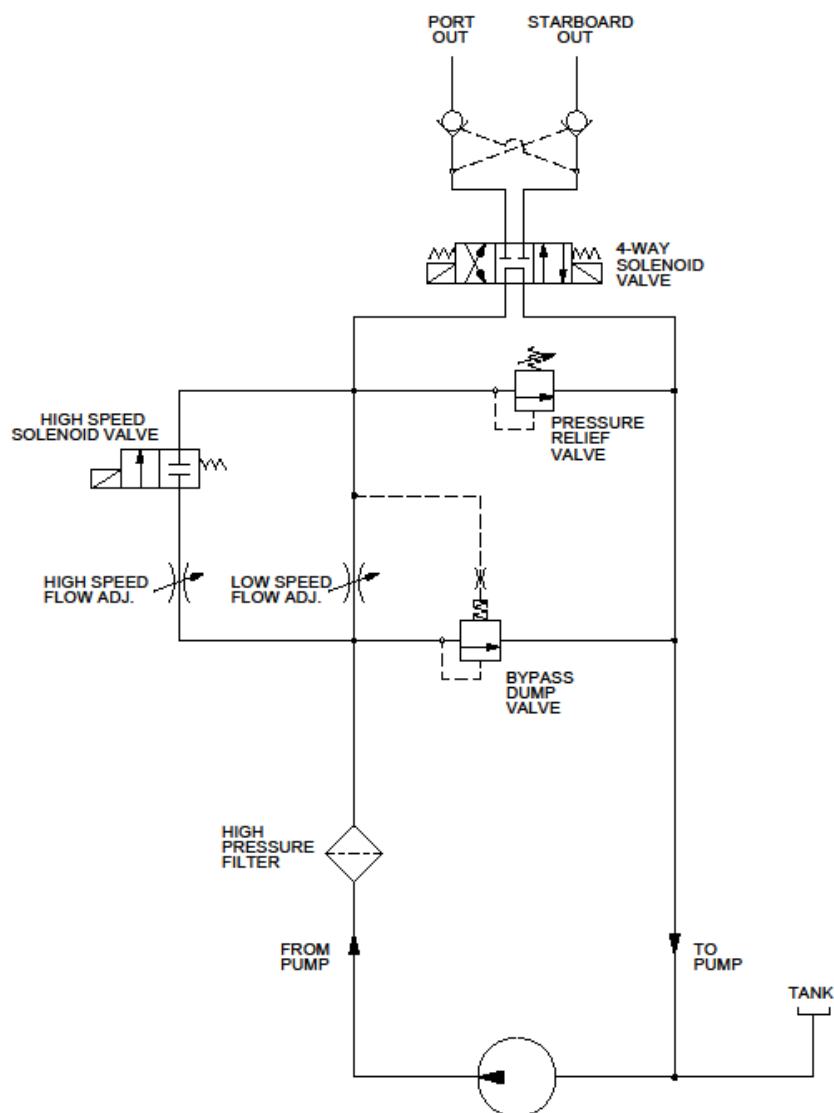 PORT
OUT
STARBOARD
OUT
4-WAY
SOLENOID
VALVE
HIGH SPEED
SOLENOID VALVE
PRESSURE
RELIEF
VALVE
HIGH SPEED
FLOW ADJ.
LOW SPEED
FLOW ADJ.
BYPASS
DUMP
VALVE
HIGH
PRESSURE
FILTER
FROM
PUMP
TO
PUMP
TANK